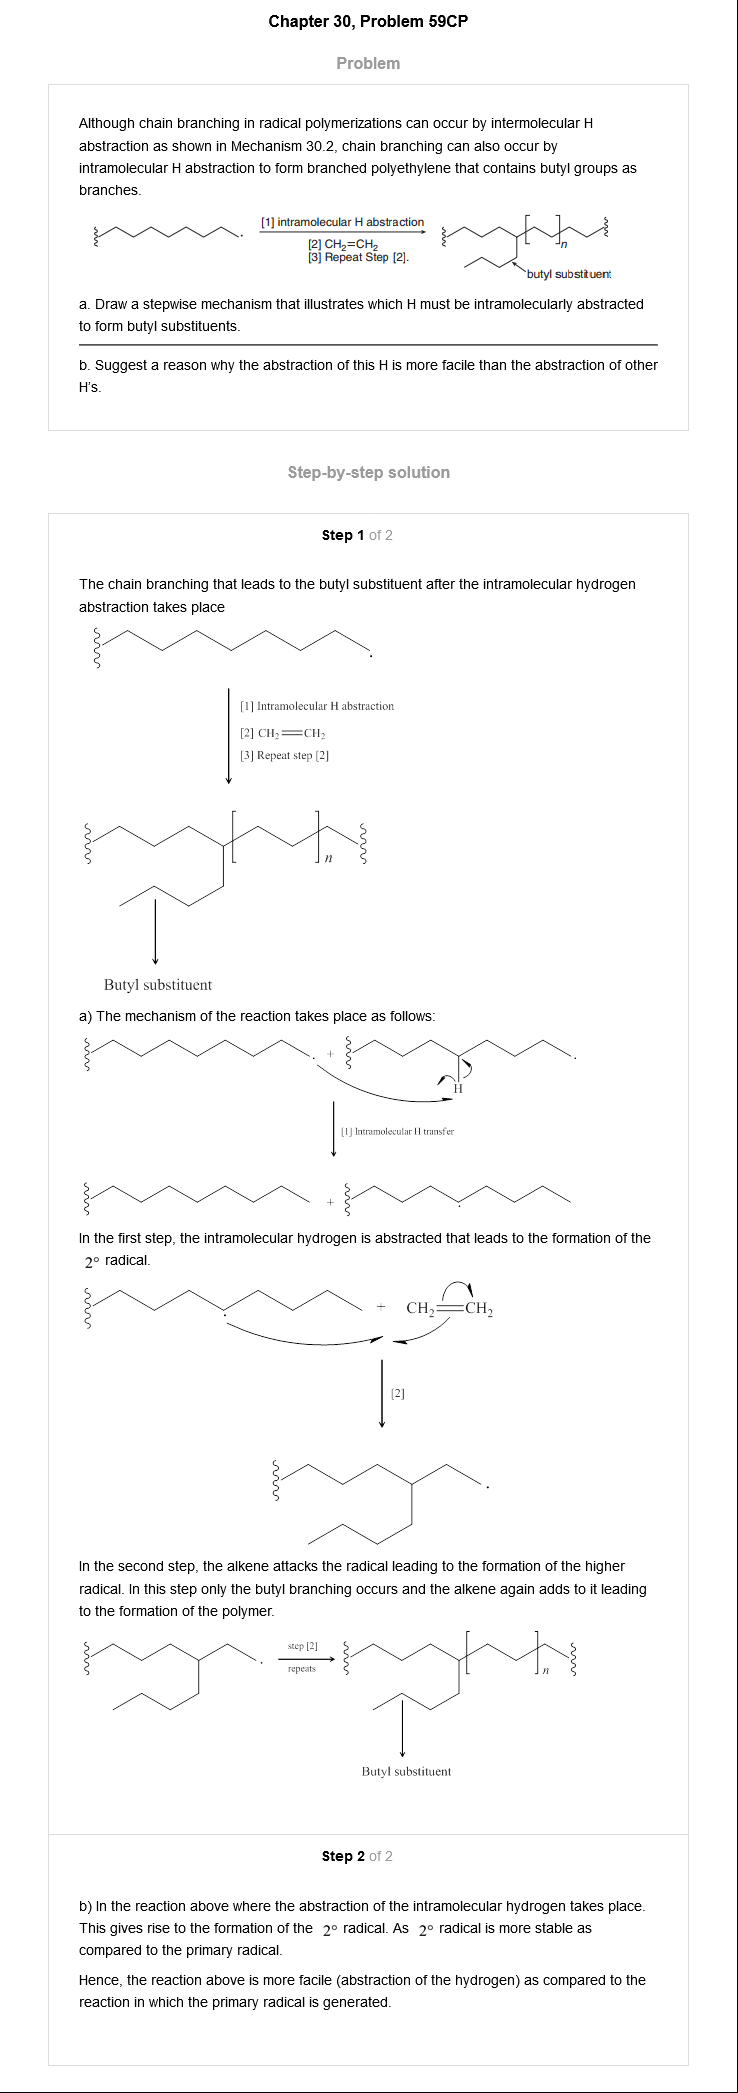 Chapter 30, Problem 59CP
Problem
Although chain branching in radical polymerizations can occur by intermolecular H
abstraction as shown in Mechanism 30.2, chain branching can also occur by
intramolecular H abstraction to form branched polyethylene that contains butyl groups as
branches.
[1] intramolecular H abstraction
[2] CH₂=CH₂
[3] Repeat Step [2].
n
butyl substituent
a. Draw a stepwise mechanism that illustrates which H must be intramolecularly abstracted
to form butyl substituents.
b. Suggest a reason why the abstraction of this H is more facile than the abstraction of other
H's.
Step-by-step solution
Step 1 of 2
The chain branching that leads to the butyl substituent after the intramolecular hydrogen
abstraction takes place
[1] Intramolecular H abstraction
[2] CH₂=CH₂
[3] Repeat step [2]
n
Butyl substituent
a) The mechanism of the reaction takes place as follows:
+
H
[1] Intramolecular H transfer
+
In the first step, the intramolecular hydrogen is abstracted that leads to the formation of the
2° radical.
+ CH₂=CH₂
[2]
In the second step, the alkene attacks the radical leading to the formation of the higher
radical. In this step only the butyl branching occurs and the alkene again adds to it leading
to the formation of the polymer.
step [2]
repeats
n
Butyl substituent
Step 2 of 2
b) In the reaction above where the abstraction of the intramolecular hydrogen takes place.
This gives rise to the formation of the 2° radical. As 2° radical is more stable as
compared to the primary radical.
Hence, the reaction above is more facile (abstraction of the hydrogen) as compared to the
reaction in which the primary radical is generated.